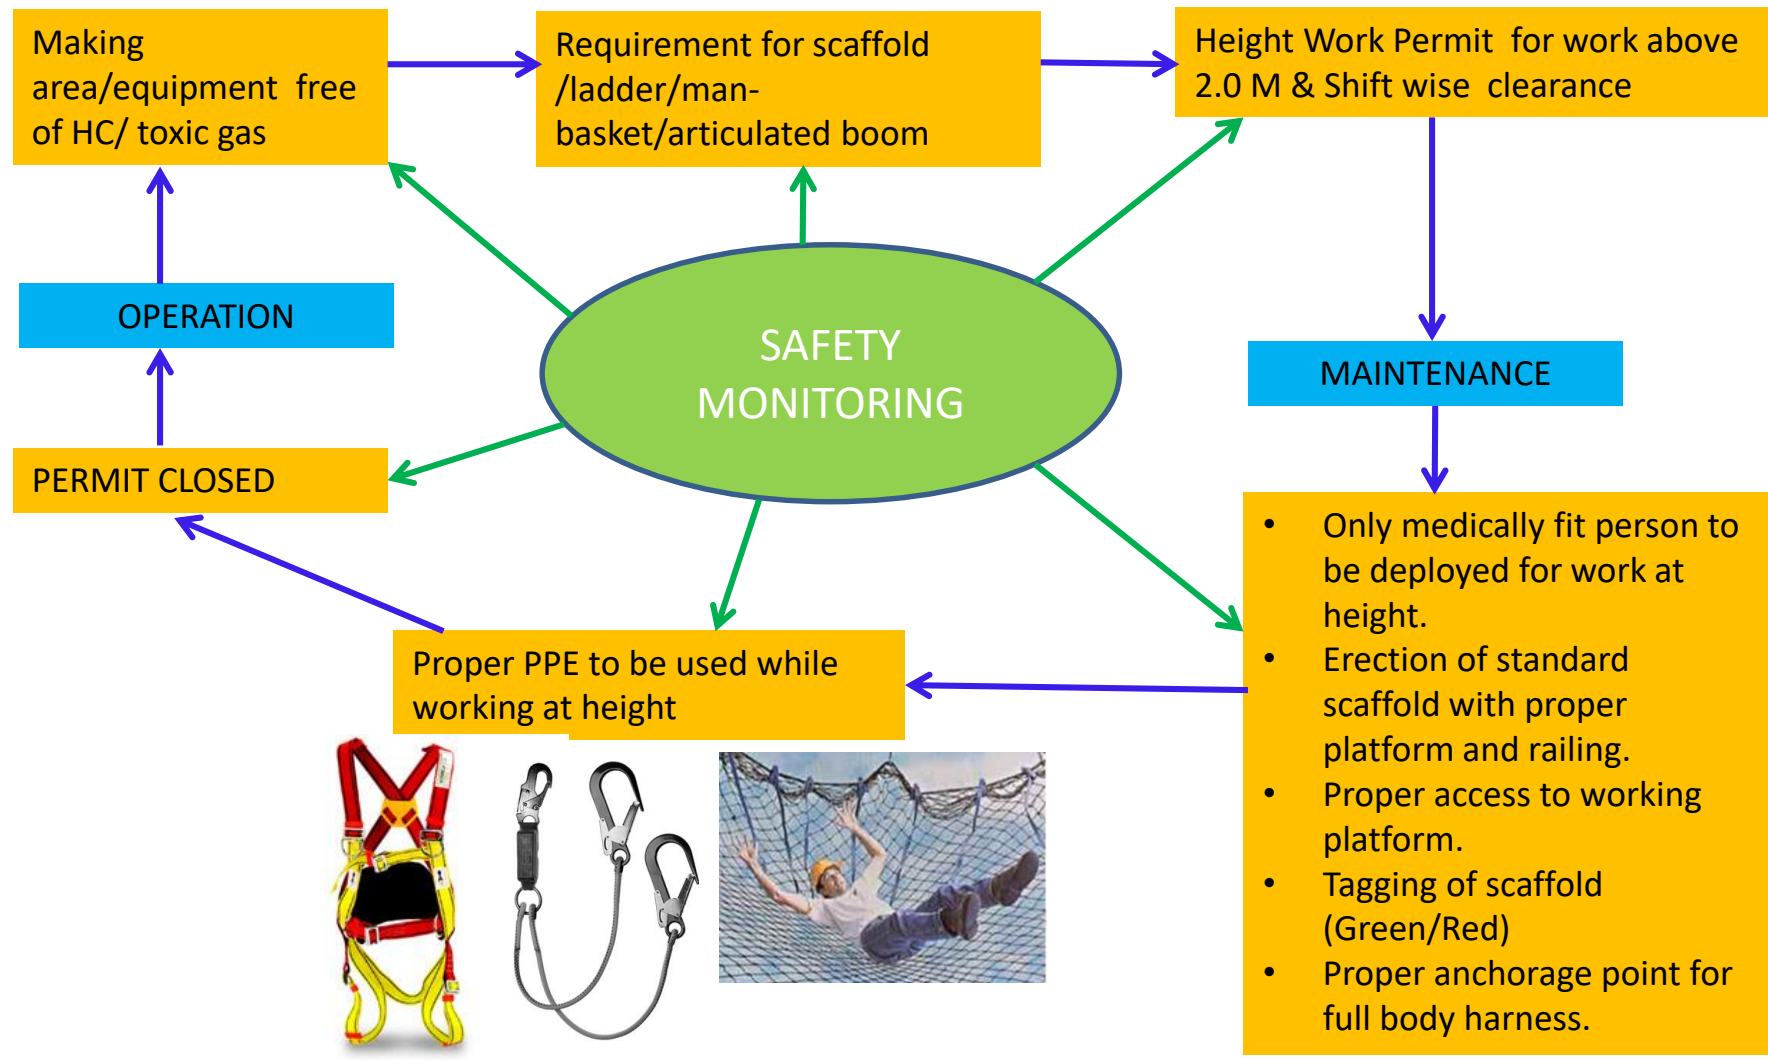 Making
area/equipment free
of HC/ toxic gas
Requirement for scaffold
/ladder/man-
basket/articulated boom
Height Work Permit for work above
2.0 M & Shift wise clearance
OPERATION
SAFETY
MONITORING
MAINTENANCE
PERMIT CLOSED
• Only medically fit person to
be deployed for work at
height.
• Erection of standard
scaffold with proper
platform and railing.
• Proper access to working
platform.
• Tagging of scaffold
(Green/Red)
• Proper anchorage point for
full body harness.
Proper PPE to be used while
working at height